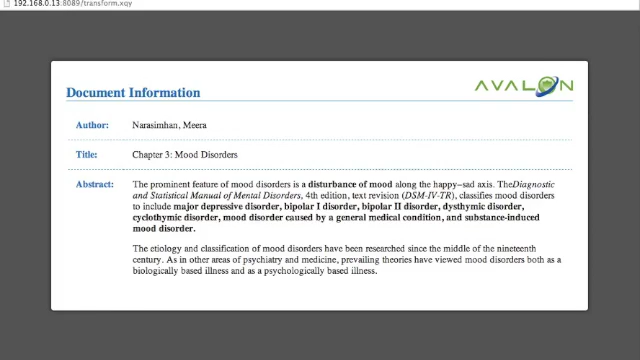 192.168.0.13:8089/transform.xqy
AVALON
Document Information
Author: Narasimhan, Meera
Title: Chapter 3: Mood Disorders
Abstract: The prominent feature of mood disorders is a disturbance of mood along the happy–sad axis. TheDiagnostic
and Statistical Manual of Mental Disorders, 4th edition, text revision (DSM-IV-TR), classifies mood disorders
to include major depressive disorder, bipolar I disorder, bipolar II disorder, dysthymic disorder,
cyclothymic disorder, mood disorder caused by a general medical condition, and substance-induced
mood disorder.
The etiology and classification of mood disorders have been researched since the middle of the nineteenth
century. As in other areas of psychiatry and medicine, prevailing theories have viewed mood disorders both as a
biologically based illness and as a psychologically based illness.